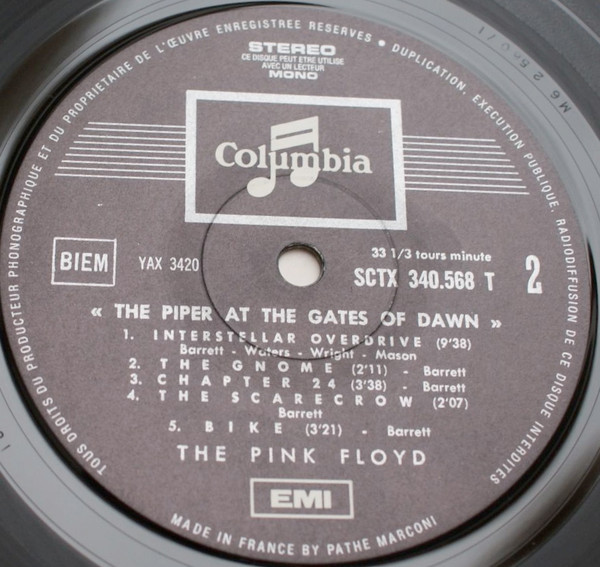 TOUS DROITS DU PRODUCTEUR PHONOGRAPHIQUE ET DU PROPRIETAIRE DE L'ŒUVRE ENREGISTREE RESERVES • DUPLICATION, EXECUTION PUBLIQUE, RADIODIFFUSION DE CE DISQUE INTERDITES
STEREO
CE DISQUE PEUT ETRE UTILISE
AVEC UN LECTEUR
MONO
Columbia
BIEM
YAX 3420
33 1/3 tours minute
SCTX 340.568 T
2
« THE PIPER AT THE GATES OF DAWN »
1. INTERSTELLAR OVERDRIVE (9'38)
Barrett - Waters - Wright - Mason
2. THE GNOME (2'11) - Barrett
3. CHAPTER 24 (3'38) - Barrett
4. THE SCARECROW (2'07)
Barrett
5. BIKE (3'21) - Barrett
THE PINK FLOYD
EMI
MADE IN FRANCE BY PATHE MARCONI